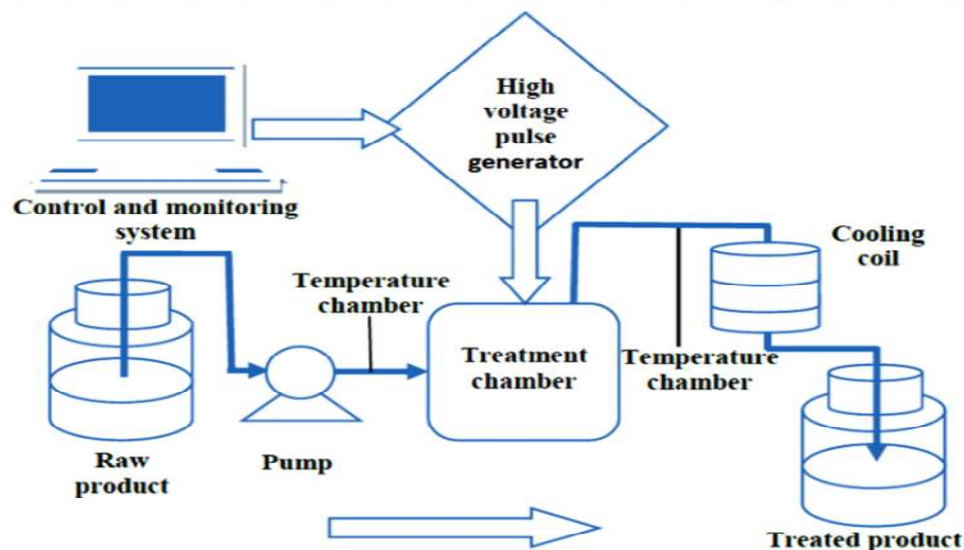 High
voltage
pulse
generator
Control and monitoring
system
Cooling
coil
Temperature
chamber
Treatment
chamber
Temperature
chamber
Raw
product
Pump
Treated product